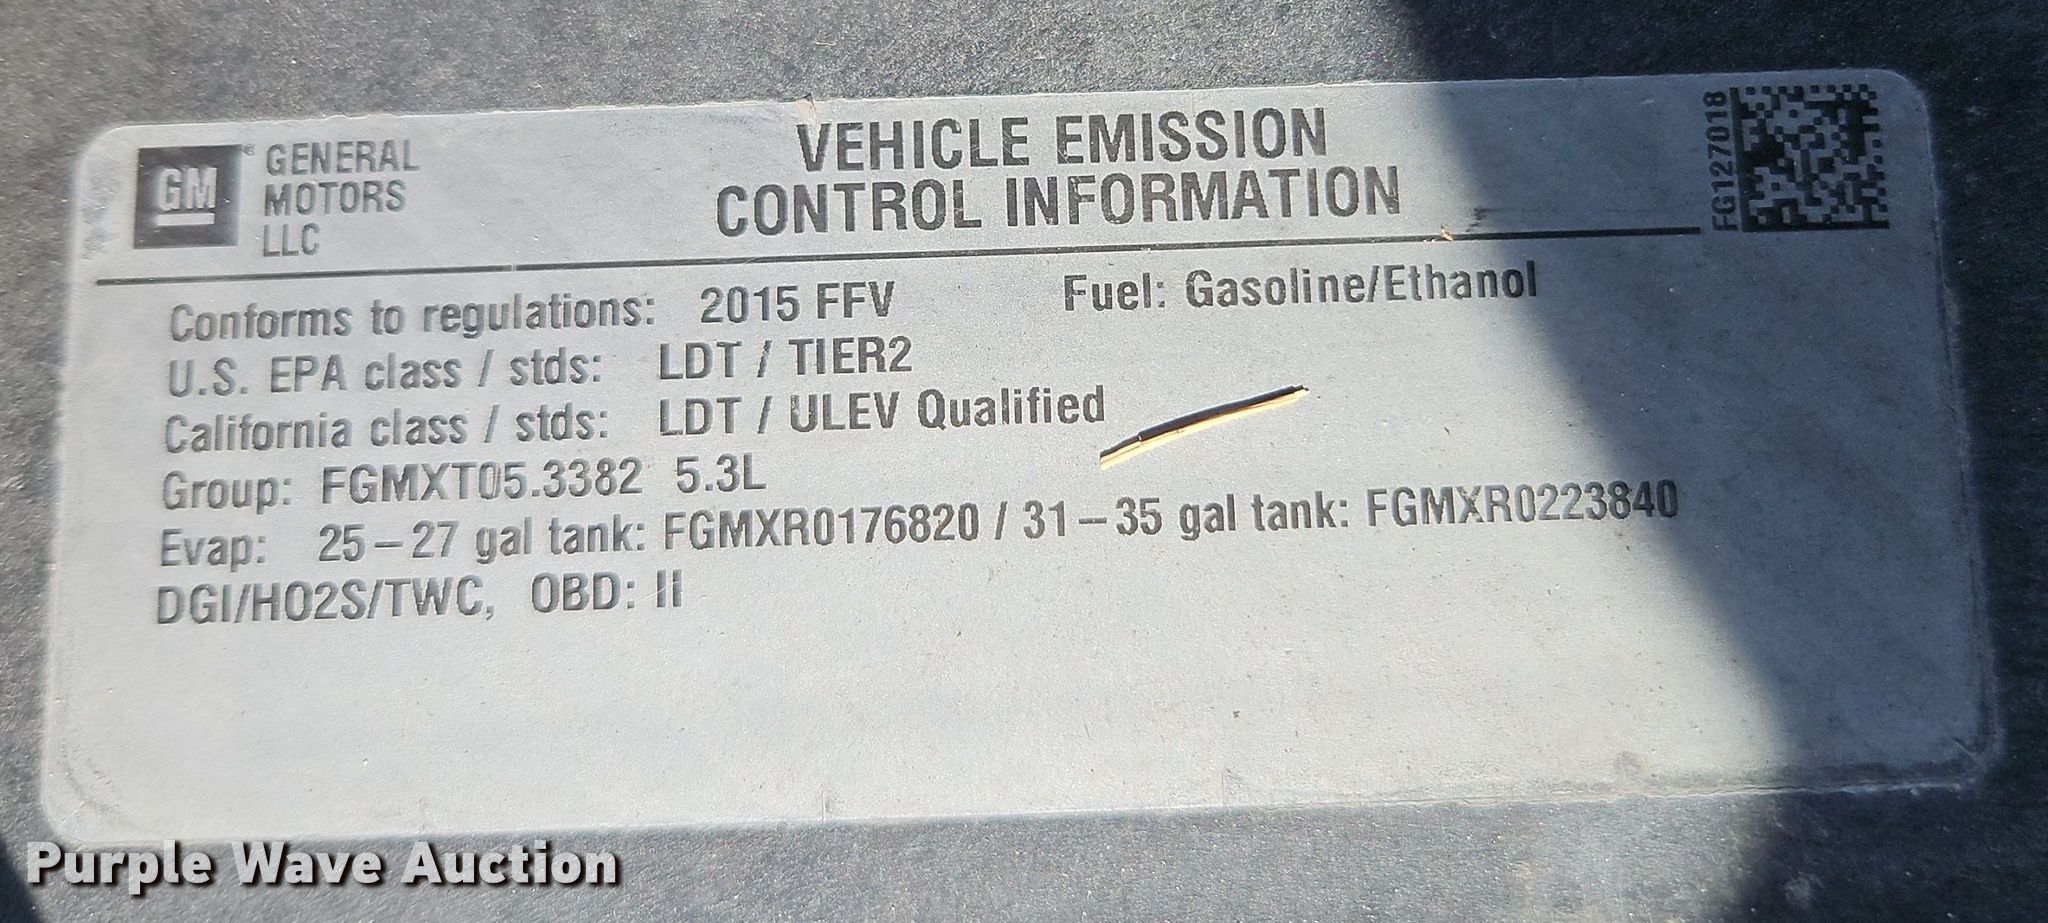 GM
®
GENERAL
MOTORS
LLC
VEHICLE EMISSION
CONTROL INFORMATION
FG127018
Conforms to regulations: 2015 FFV Fuel: Gasoline/Ethanol
U.S. EPA class / stds: LDT / TIER2
California class / stds: LDT / ULEV Qualified
Group: FGMXT05.3382 5.3L
Evap: 25–27 gal tank: FGMXR0176820 / 31–35 gal tank: FGMXR0223840
DGI/HO2S/TWC, OBD: II
Purple Wave Auction